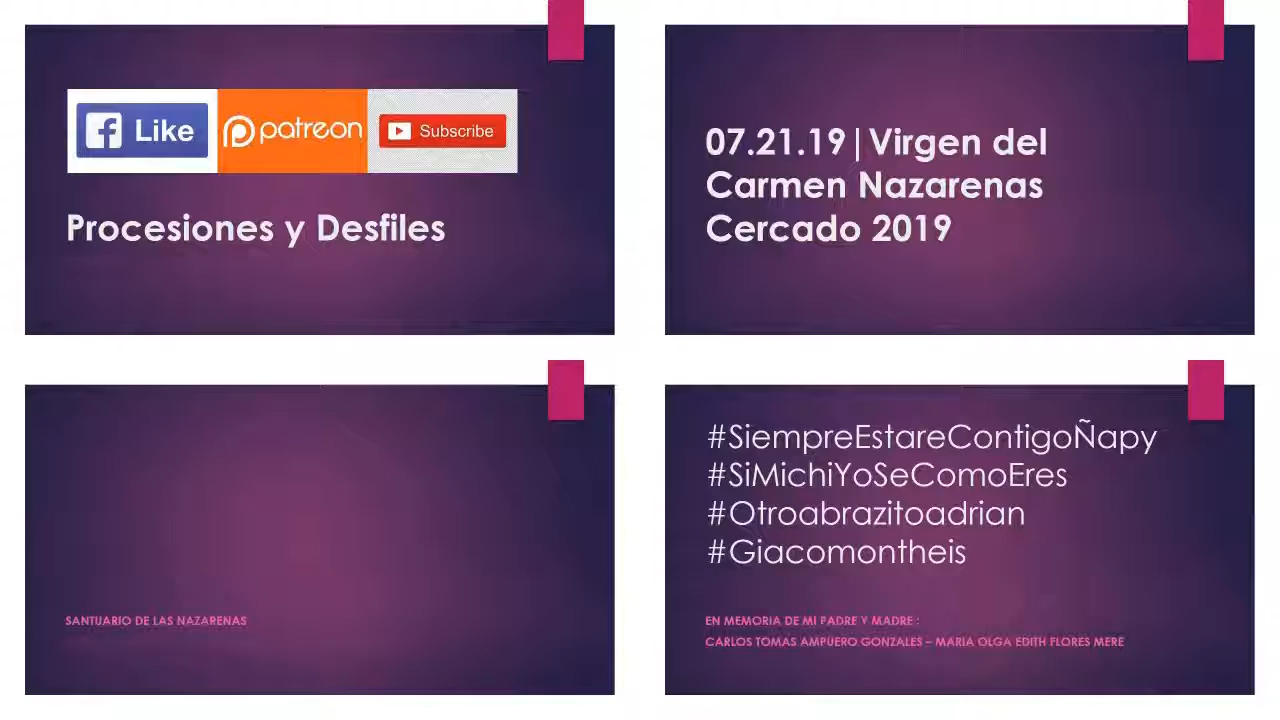 Like
patreon
Subscribe
Procesiones y Desfiles
07.21.19|Virgen del
Carmen Nazarenas
Cercado 2019
SANTUARIO DE LAS NAZARENAS
#SiempreEstareContigoÑapy
#SiMichiYoSeComoEres
#Otroabrazitoadrian
#Giacomontheis
EN MEMORIA DE MI PADRE Y MADRE :
CARLOS TOMAS AMPUERO GONZALES – MARIA OLGA EDITH FLORES MERE